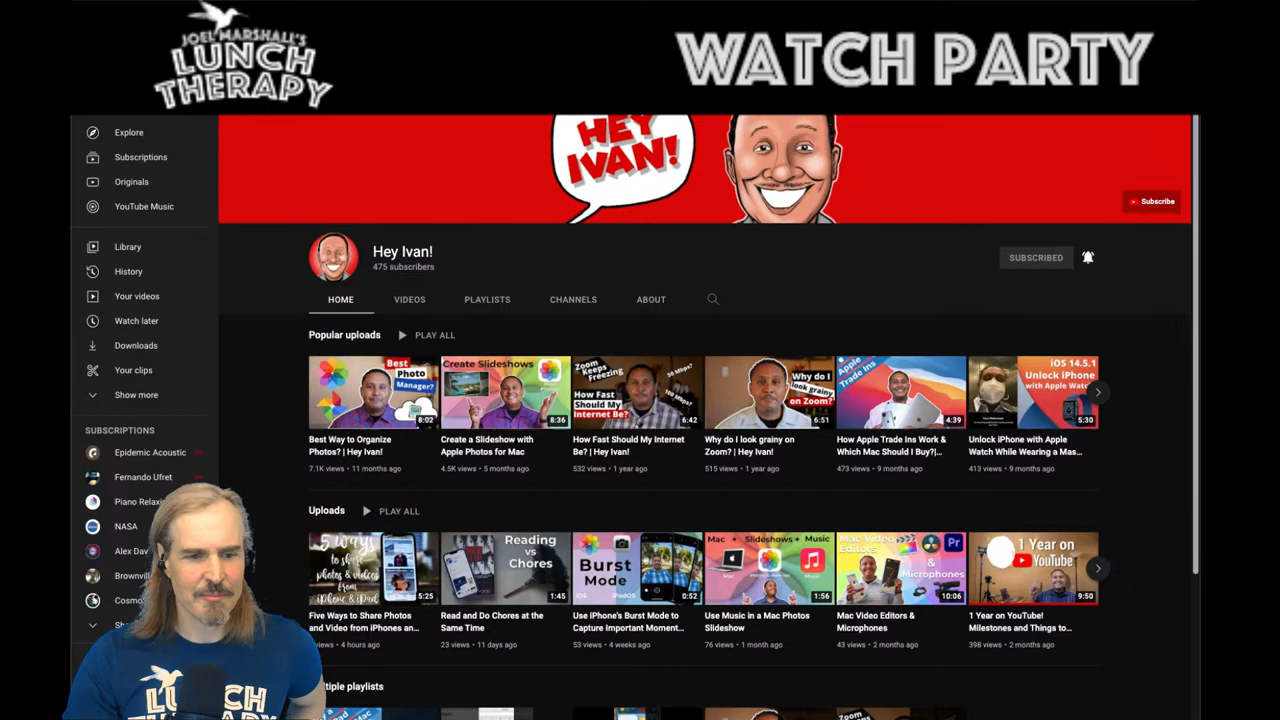 JOEL MARSHALL'S
LUNCH
THERAPY
WATCH PARTY
Explore
Subscriptions
Originals
YouTube Music
Library
History
Your videos
Watch later
Downloads
Your clips
Show more
SUBSCRIPTIONS
Epidemic Acoustic
Fernando Ufret
Piano Relaxin
NASA
Alex Dav
Brownvill
Cosmo
HEY
IVAN!
Subscribe
Hey Ivan!
475 subscribers
SUBSCRIBED
HOME
VIDEOS
PLAYLISTS
CHANNELS
ABOUT
Popular uploads
PLAY ALL
Best
Photo
Manager?
8:02
Best Way to Organize
Photos? | Hey Ivan!
7.1K views • 11 months ago
Create Slideshows
Mac
8:36
Create a Slideshow with
Apple Photos for Mac
4.5K views • 5 months ago
Zoom
Keeps
Freezing
50 Mbps?
How Fast
Should My
Internet Be?
6:42
How Fast Should My Internet
Be? | Hey Ivan!
532 views • 1 year ago
Why do I
look grainy
on Zoom?
6:51
Why do I look grainy on
Zoom? | Hey Ivan!
515 views • 1 year ago
Apple
Trade Ins
4:39
How Apple Trade Ins Work &
Which Mac Should I Buy?|...
473 views • 9 months ago
iOS 14.5.1
Unlock iPhone
with Apple Watch
5:30
Unlock iPhone with Apple
Watch While Wearing a Mas...
413 views • 9 months ago
Uploads
PLAY ALL
5 ways
to share
photos & videos
from
iPhone & iPad
5:25
Five Ways to Share Photos
and Video from iPhones an...
views • 4 hours ago
Reading
vs
Chores
1:45
Read and Do Chores at the
Same Time
23 views • 11 days ago
Burst
Mode
iOS
iPadOS
0:52
Use iPhone's Burst Mode to
Capture Important Moment...
53 views • 4 weeks ago
Mac + Slideshows + Music
1:56
Use Music in a Mac Photos
Slideshow
76 views • 1 month ago
Mac Video
Editors
&
Microphones
Pr
10:06
Mac Video Editors &
Microphones
43 views • 2 months ago
1 Year on
YouTube!
9:50
1 Year on YouTube!
Milestones and Things to...
398 views • 2 months ago
ltiple playlists
LUNCH